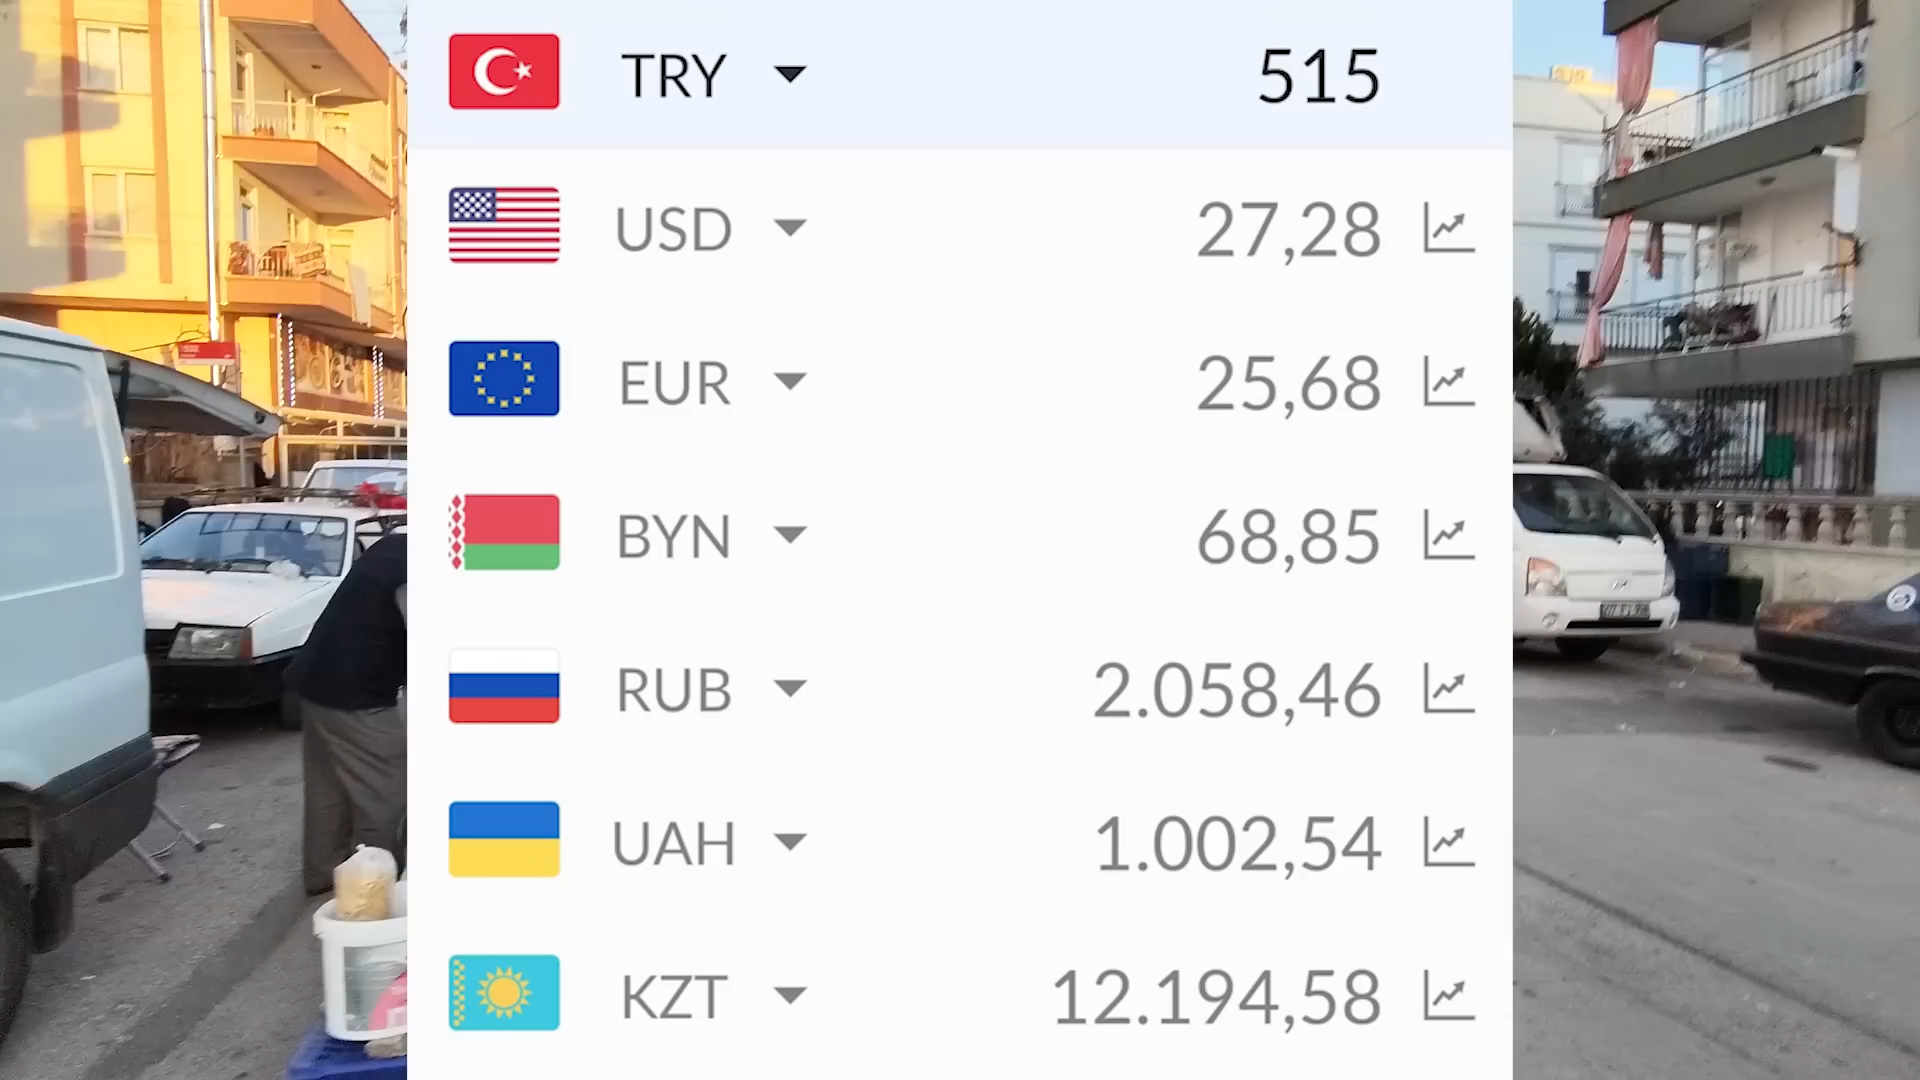 TRY 515
USD 27,28
EUR 25,68
BYN 68,85
RUB 2.058,46
UAH 1.002,54
KZT 12.194,58